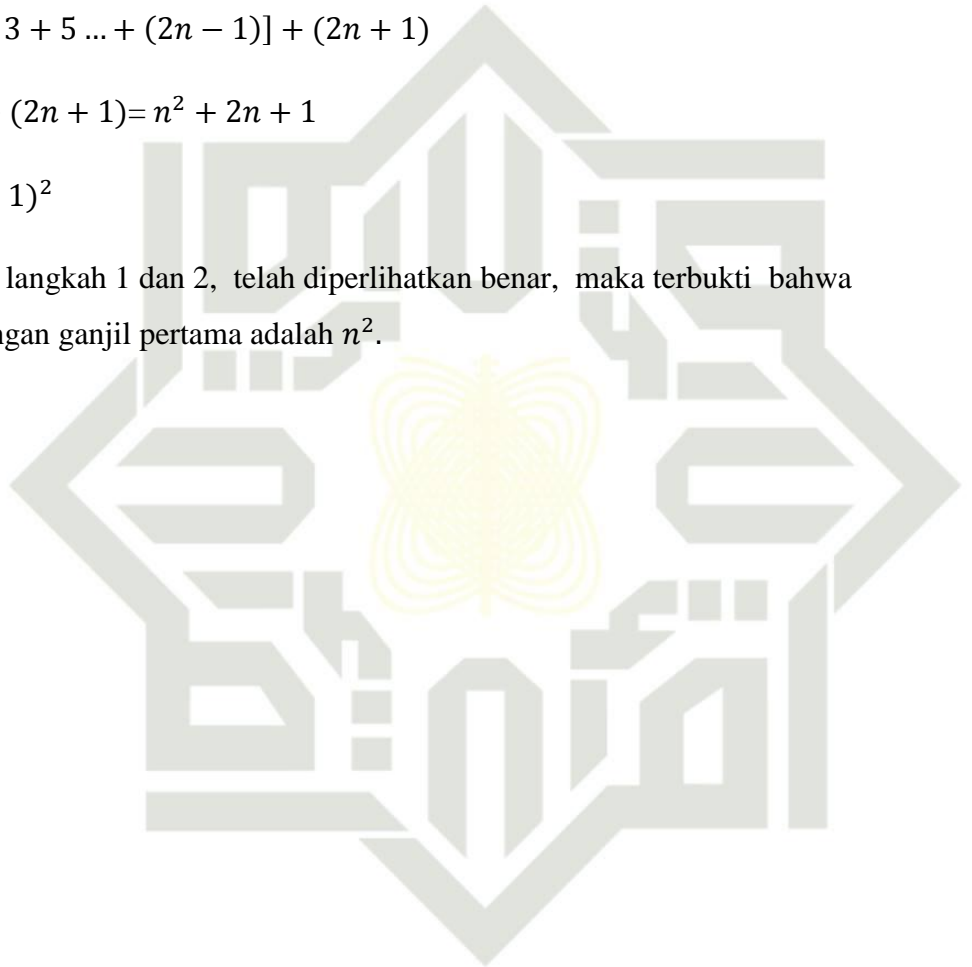 3 + 5 … + (2𝑛 − 1)] + (2𝑛 + 1)
(2𝑛 + 1)= 𝑛² + 2𝑛 + 1
1)²
langkah 1 dan 2, telah diperlihatkan benar, maka terbukti bahwa
ngan ganjil pertama adalah 𝑛².